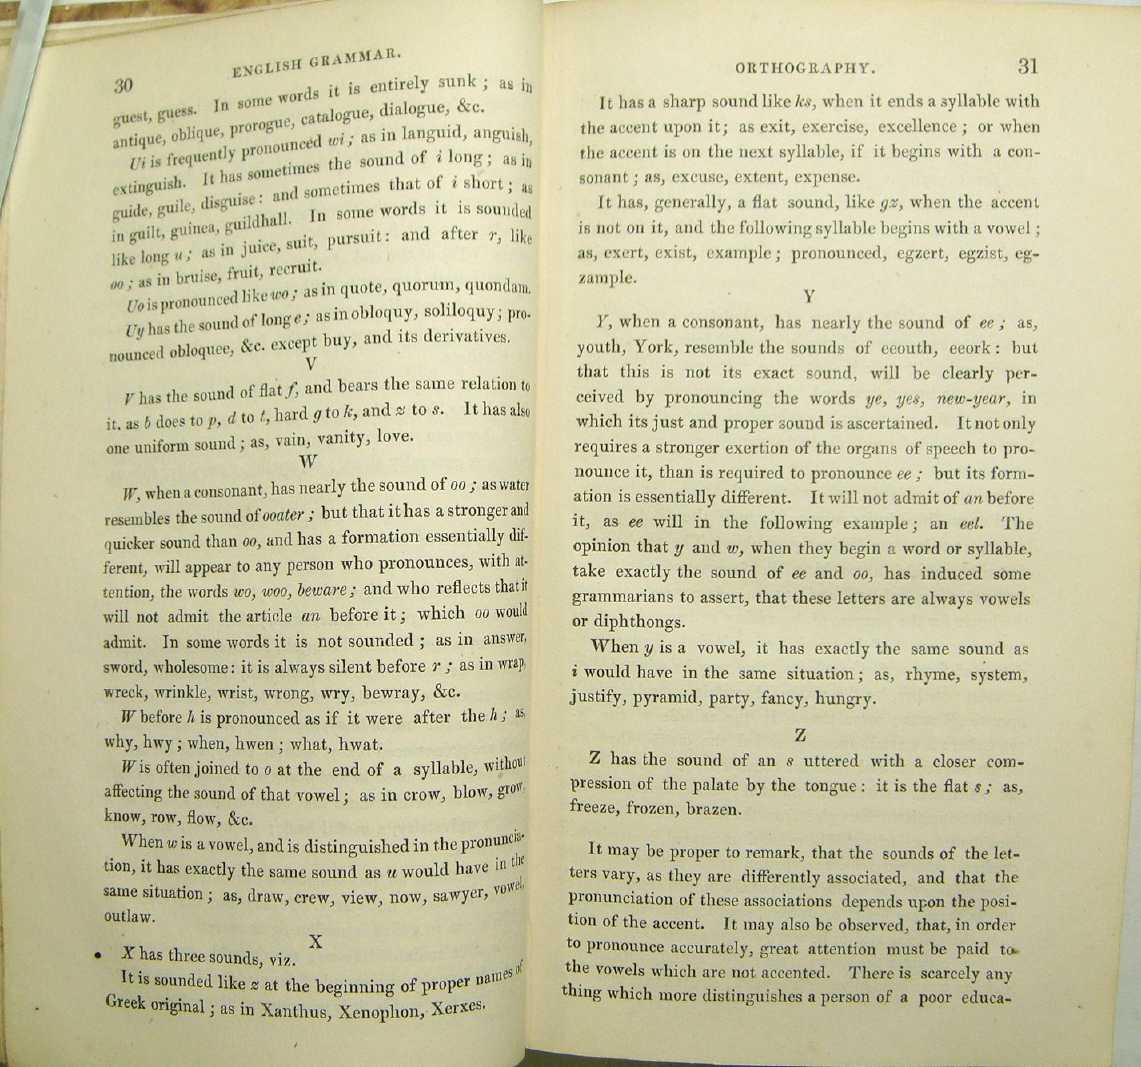 30
ENGLISH GRAMMAR.
guest, guess. In some words it is entirely sunk; as in
antique, oblique, prorogue, catalogue, dialogue, &c.
Ui is frequently pronounced wi; as in languid, anguish,
extinguish. It has sometimes the sound of i long; as in
guide, guile, disguise: and sometimes that of i short; as
in guilt, guinea, guildhall. In some words it is sounded
like long u; as in juice, suit, pursuit: and after r, like
oo; as in bruise, fruit, recruit.
Uo is pronounced like wo; as in quote, quorum, quondam.
Uy has the sound of long e; as in obloquy, soliloquy; pro-
nounced obloquee, &c. except buy, and its derivatives.
V
V has the sound of flat f, and bears the same relation to
it, as b does to p, d to t, hard g to k, and z to s. It has also
one uniform sound; as, vain, vanity, love.
W
W, when a consonant, has nearly the sound of oo; as water
resembles the sound of ooater; but that it has a stronger and
quicker sound than oo, and has a formation essentially dif-
ferent, will appear to any person who pronounces, with at-
tention, the words wo, woo, beware; and who reflects that it
will not admit the article an before it; which oo would
admit. In some words it is not sounded; as in answer,
sword, wholesome: it is always silent before r; as in wrap,
wreck, wrinkle, wrist, wrong, wry, bewray, &c.
W before h is pronounced as if it were after the h; as,
why, hwy; when, hwen; what, hwat.
W is often joined to o at the end of a syllable, without
affecting the sound of that vowel; as in crow, blow, grow,
know, row, flow, &c.
When w is a vowel, and is distinguished in the pronuncia-
tion, it has exactly the same sound as u would have in the
same situation; as, draw, crew, view, now, sawyer, vowel,
outlaw.
X
X has three sounds, viz.
It is sounded like z at the beginning of proper names of
Greek original; as in Xanthus, Xenophon, Xerxes.
ORTHOGRAPHY.
31
It has a sharp sound like ks, when it ends a syllable with
the accent upon it; as exit, exercise, excellence; or when
the accent is on the next syllable, if it begins with a con-
sonant; as, excuse, extent, expense.
It has, generally, a flat sound, like gz, when the accent
is not on it, and the following syllable begins with a vowel;
as, exert, exist, example; pronounced, egzert, egzist, eg-
zample.
Y
Y, when a consonant, has nearly the sound of ee; as,
youth, York, resemble the sounds of eeouth, eeork: but
that this is not its exact sound, will be clearly per-
ceived by pronouncing the words ye, yes, new-year, in
which its just and proper sound is ascertained. It not only
requires a stronger exertion of the organs of speech to pro-
nounce it, than is required to pronounce ee; but its form-
ation is essentially different. It will not admit of an before
it, as ee will in the following example; an eel. The
opinion that y and w, when they begin a word or syllable,
take exactly the sound of ee and oo, has induced some
grammarians to assert, that these letters are always vowels
or diphthongs.
When y is a vowel, it has exactly the same sound as
i would have in the same situation; as, rhyme, system,
justify, pyramid, party, fancy, hungry.
Z
Z has the sound of an s uttered with a closer com-
pression of the palate by the tongue: it is the flat s; as,
freeze, frozen, brazen.
It may be proper to remark, that the sounds of the let-
ters vary, as they are differently associated, and that the
pronunciation of these associations depends upon the posi-
tion of the accent. It may also be observed, that, in order
to pronounce accurately, great attention must be paid to
the vowels which are not accented. There is scarcely any
thing which more distinguishes a person of a poor educa-